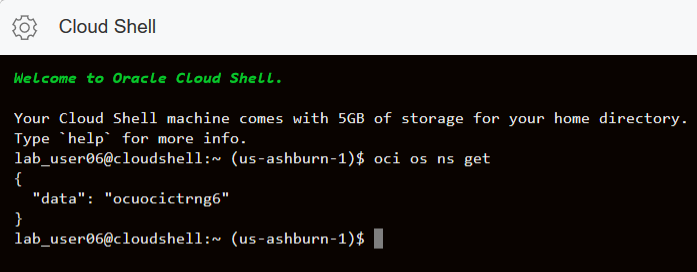 Cloud Shell
Welcome to Oracle Cloud Shell.
Your Cloud Shell machine comes with 5GB of storage for your home directory.
Type `help` for more info.
lab_user06@cloudshell:~ (us-ashburn-1)$ oci os ns get
{
  "data": "ocuocictrng6"
}
lab_user06@cloudshell:~ (us-ashburn-1)$